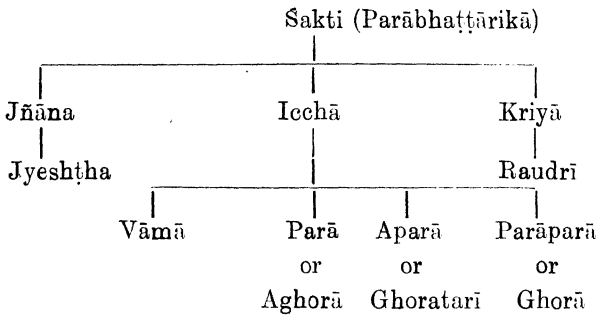 Śakti (Parābhaṭṭārikā)
Jñāna Icchā Kriyā
Jyeshṭha Raudrī
Vāmā Parā Aparā Parāparā
or or or
Aghorā Ghoratarī Ghorā